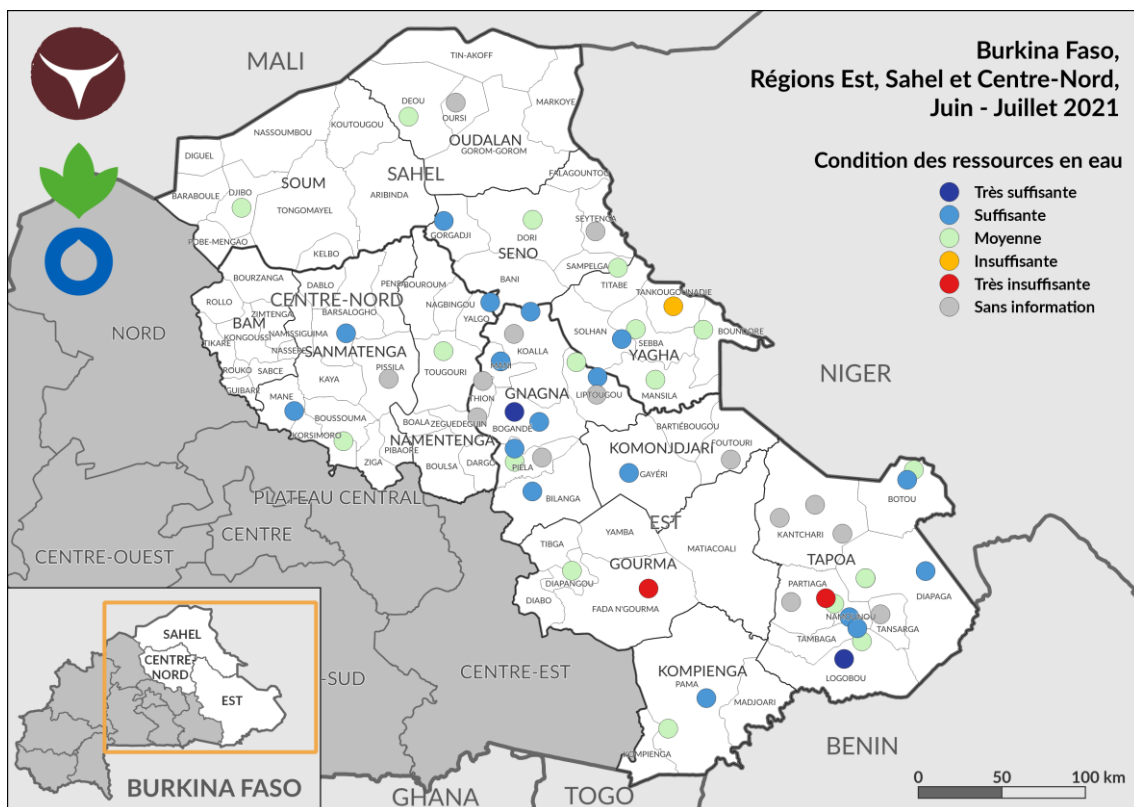 Burkina Faso,
Régions Est, Sahel et Centre-Nord,
Juin - Juillet 2021
Condition des ressources en eau
Très suffisante
Suffisante
Moyenne
Insuffisante
Très insuffisante
Sans information
MALI
TIN-AKOFF
DEOU
OURSI
MARKOYE
NASSOUMBOU
KOUTOUGOU
OUDALAN
GOROM-GOROM
DIGUEL
SAHEL
FALAGOUNTOU
BARABOULE
DJIBO
SOUM
ARIBINDA
TONGOMAYEL
SEYTENGA
GORGADJI
DORI
POBE-MENGAO
KELBO
SENO
SAMPELGA
BOURZANGA
DABLO
BOUROUM
BANI
TITABE
TANKOUGOUNADIE
ROLLO
CENTRE-NORD
NAGBINGOU
ZIMTENGA
BARSALOGHO
YALGO
NORD
BAM
NAMISSIGUIMA
SOLHAN
BOUNDORE
KONGOUSSI
SEBBA
TIKARE
SANMATENGA
KOALLA
YAGHA
ROUKO
SABCE
KAYA
PISSILA
TOUGOURI
MANSILA
NIGER
MANE
THION
GNAGNA
LIPTOUGOU
BOUSSOUMA
BOALA
ZEGUEDEGUIN
BOGANDE
BARTIÉBOUGOU
KORSIMORO
NAMENTENGA
KOMONJDJARI
FOUTOURI
PIBAORE
ZIGA
BOULSA
DARGO
PIELA
GAYÉRI
PLATEAU CENTRAL
BILANGA
BOTOU
CENTRE
EST
KANTCHARI
YAMBA
CENTRE-OUEST
TIBGA
MATIACOALI
TAPOA
GOURMA
DIAPANGOU
PARTIAGA
DIAPAGA
DIABO
FADA N'GOURMA
TANSARGA
TAMBAGA
SAHEL
CENTRE-
NORD
EST
-SUD
CENTRE-EST
KOMPIENGA
PAMA
LOGOBOU
MADJOARI
KOMPIENGA
BENIN
BURKINA FASO
GHANA
TOGO
0 50 100 km